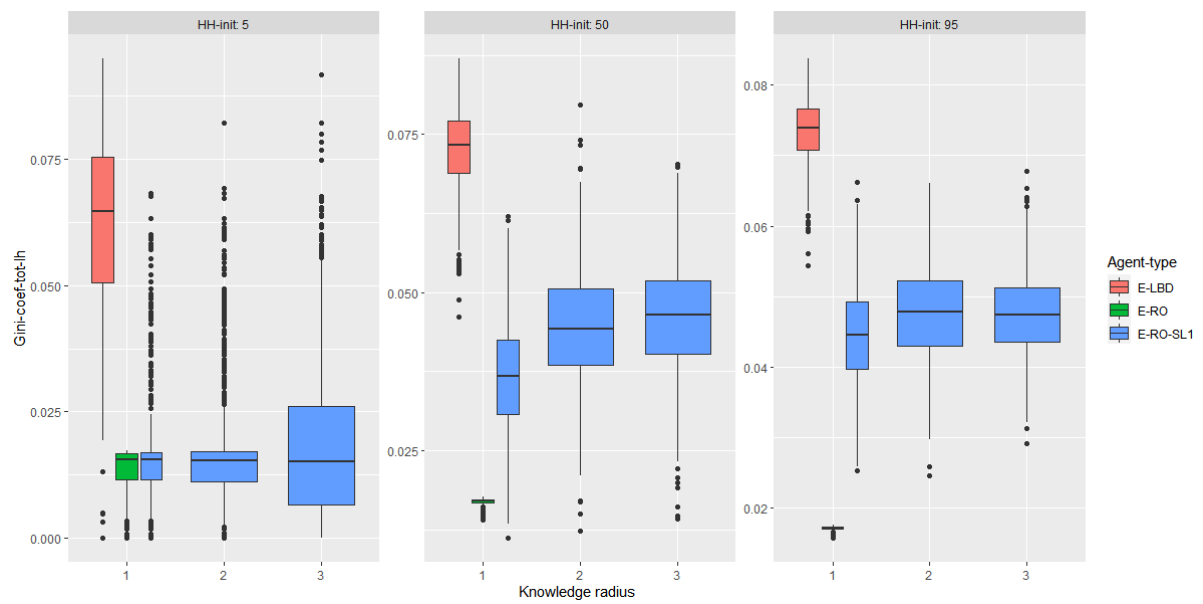 HH-init: 5
HH-init: 50
HH-init: 95
Gini-coef-tot-lh
0.075
0.050
0.025
0.000
0.075
0.050
0.025
0.08
0.06
0.04
0.02
1 2 3
1 2 3
1 2 3
Knowledge radius
Agent-type
E-LBD
E-RO
E-RO-SL1